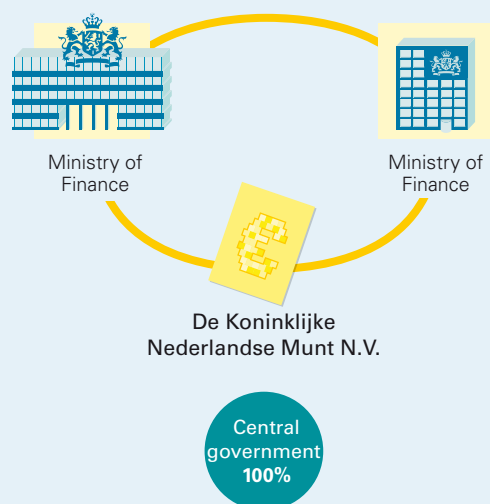 Ministry of
Finance
Ministry of
Finance
€
De Koninklijke
Nederlandse Munt N.V.
Central
government
100%